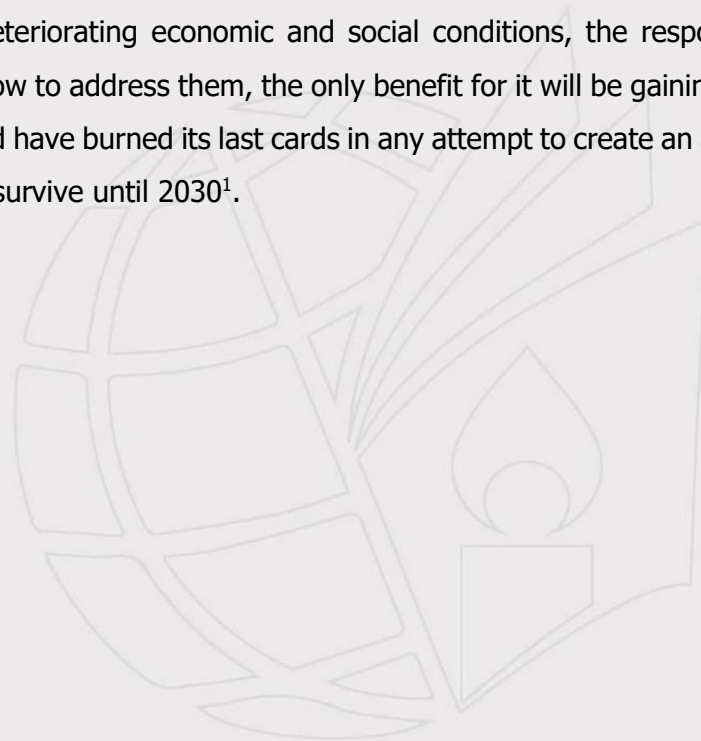 eteriorating economic and social conditions, the respo
ow to address them, the only benefit for it will be gainin
d have burned its last cards in any attempt to create an
survive until 2030¹.